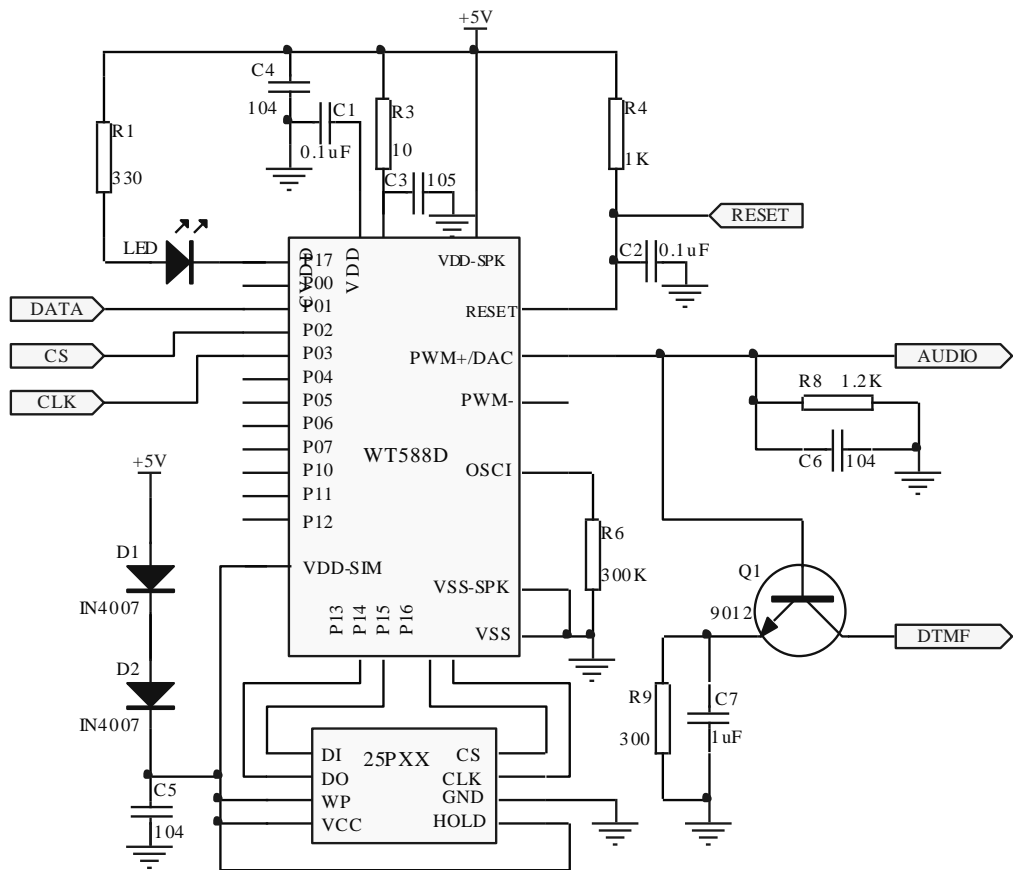 +5V
C4
104
C1
0.1uF
R3
10
R4
1K
R1
330
C3
105
RESET
LED
C2
0.1uF
P17
CVDD
VDD
VDD-SPK
P00
DATA
P01
RESET
P02
CS
P03
PWM+/DAC
AUDIO
P04
R8
1.2K
CLK
P05
PWM-
P06
P07
WT588D
C6
104
+5V
P10
OSCI
P11
P12
R6
300K
D1
IN4007
VDD-SIM
VSS-SPK
Q1
9012
P13
P14
P15
P16
VSS
DTMF
D2
IN4007
R9
300
C7
1uF
25PXX
DI
CS
DO
CLK
C5
104
WP
GND
VCC
HOLD